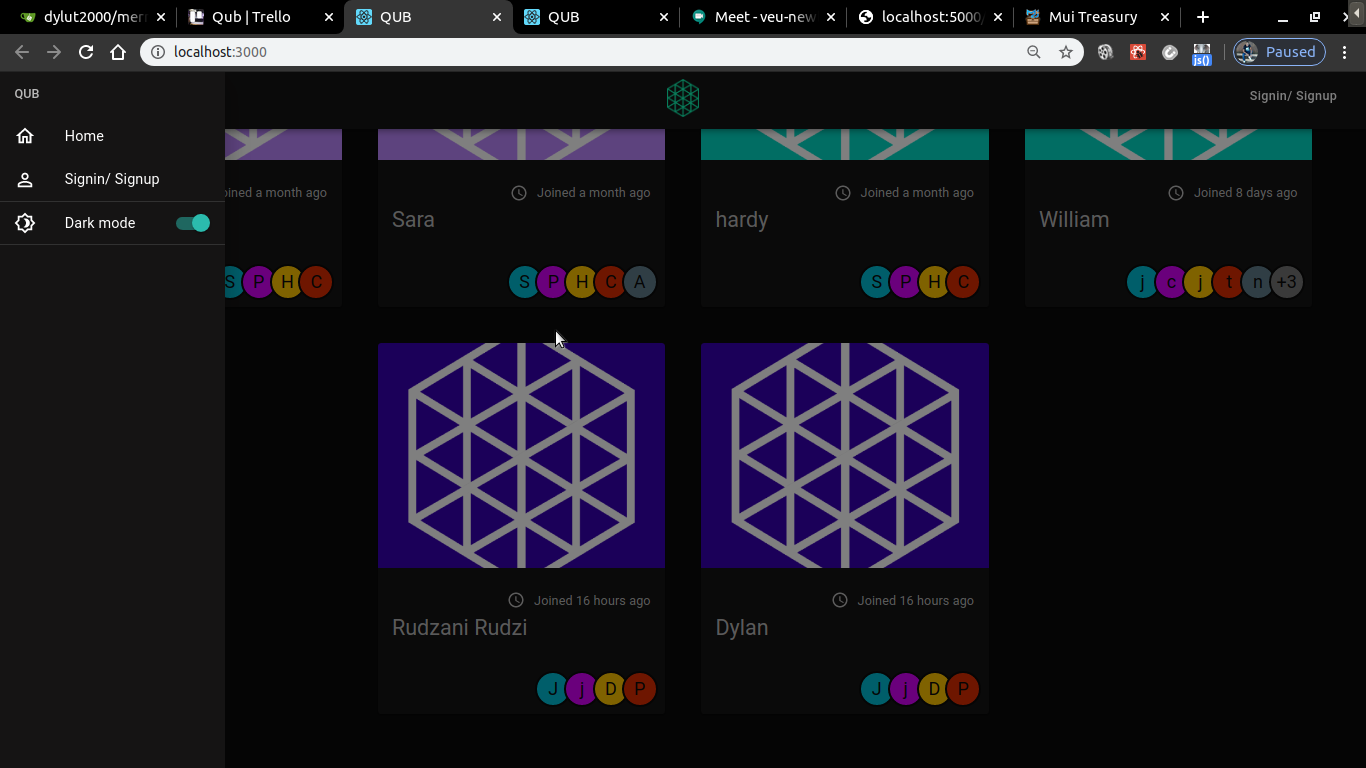 dylut2000/mer
Qub | Trello
QUB
QUB
Meet - veu-new
localhost:5000/
Mui Treasury
localhost:3000
js()
Paused
QUB
Signin/ Signup
Home
Signin/ Signup
Dark mode
oined a month ago
Joined a month ago
Joined a month ago
Joined 8 days ago
Sara
hardy
William
S P H C
S P H C A
S P H C
j c j t n +3
Joined 16 hours ago
Joined 16 hours ago
Rudzani Rudzi
Dylan
J j D P
J j D P